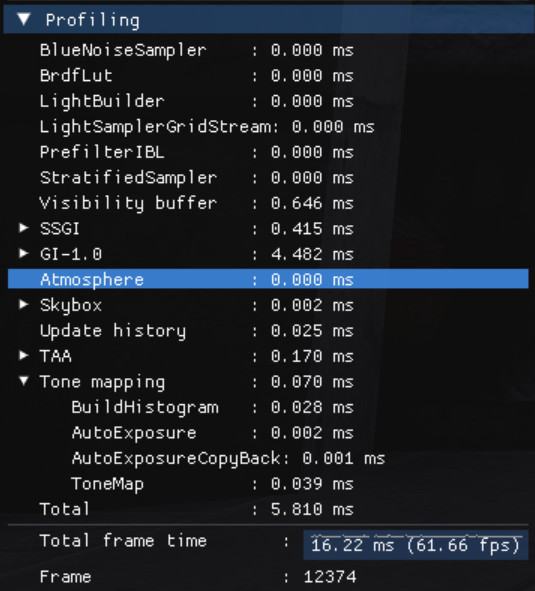 ▼ Profiling
BlueNoiseSampler : 0.000 ms
BrdfLut : 0.000 ms
LightBuilder : 0.000 ms
LightSamplerGridStream: 0.000 ms
PrefilterIBL : 0.000 ms
StratifiedSampler : 0.000 ms
Visibility buffer : 0.646 ms
▶ SSGI : 0.415 ms
▶ GI-1.0 : 4.482 ms
Atmosphere : 0.000 ms
▶ Skybox : 0.002 ms
Update history : 0.025 ms
▶ TAA : 0.170 ms
▼ Tone mapping : 0.070 ms
BuildHistogram : 0.028 ms
AutoExposure : 0.002 ms
AutoExposureCopyBack: 0.001 ms
ToneMap : 0.039 ms
Total : 5.810 ms
Total frame time : 16.22 ms (61.66 fps)
Frame : 12374